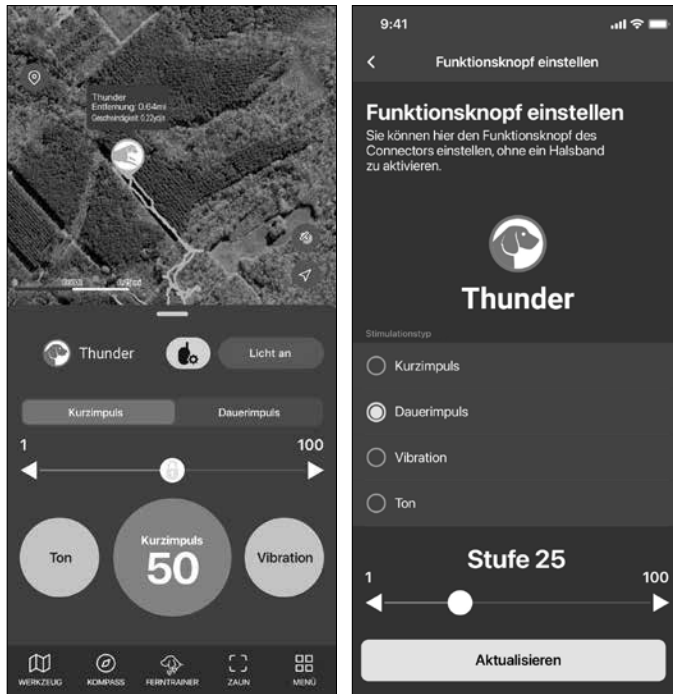 Thunder
Entfernung: 0.64mi
Geschwindigkeit: 0.22yd/s
Thunder
Licht an
Kurzimpuls
Dauerimpuls
1
100
Ton
Kurzimpuls
50
Vibration
WERKZEUG
KOMPASS
FERNTRAINER
ZAUN
MENÜ
9:41
Funktionsknopf einstellen
Funktionsknopf einstellen
Sie können hier den Funktionsknopf des
Connectors einstellen, ohne ein Halsband
zu aktivieren.
Thunder
Stimulationstyp
Kurzimpuls
Dauerimpuls
Vibration
Ton
Stufe 25
1
100
Aktualisieren